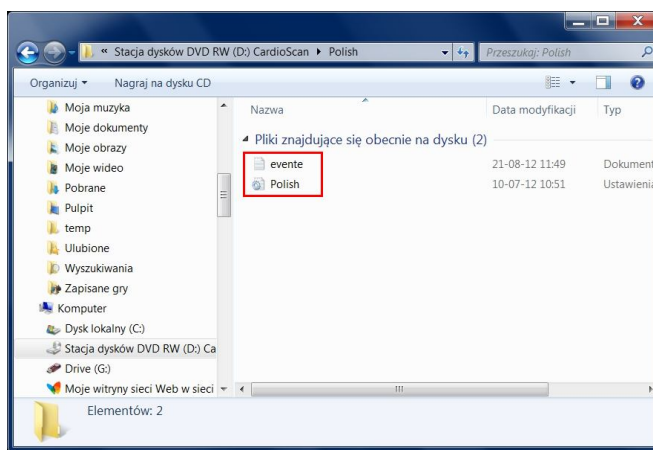 « Stacja dysków DVD RW (D:) CardioScan ▸ Polish
Przeszukaj: Polish
Organizuj
Nagraj na dysku CD
Moja muzyka
Moje dokumenty
Moje obrazy
Moje wideo
Pobrane
Pulpit
temp
Ulubione
Wyszukiwania
Zapisane gry
Komputer
Dysk lokalny (C:)
Stacja dysków DVD RW (D:) Ca
Drive (G:)
Moje witryny sieci Web w sieci
Nazwa
Data modyfikacji
Typ
Pliki znajdujące się obecnie na dysku (2)
evente
21-08-12 11:49
Dokument
Polish
10-07-12 10:51
Ustawienia
Elementów: 2